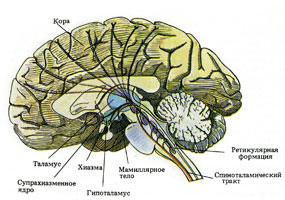 Кора
Таламус
Хиазма
Мамиллярное
тело
Ретикулярная
формация
Супрахиазменное
ядро
Гипоталамус
Спиноталамический
тракт